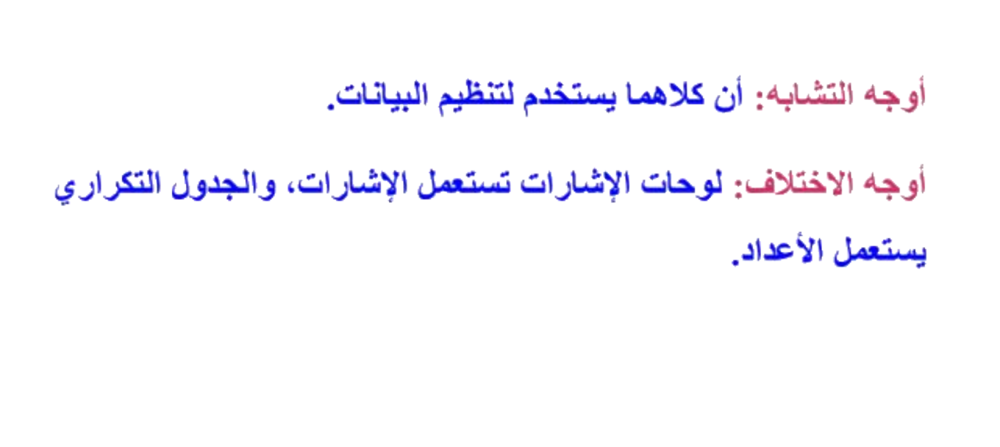 أوجه التشابه: أن كلاهما يستخدم لتنظيم البيانات.
أوجه الاختلاف: لوحات الإشارات تستعمل الإشارات، والجدول التكراري
يستعمل الأعداد.